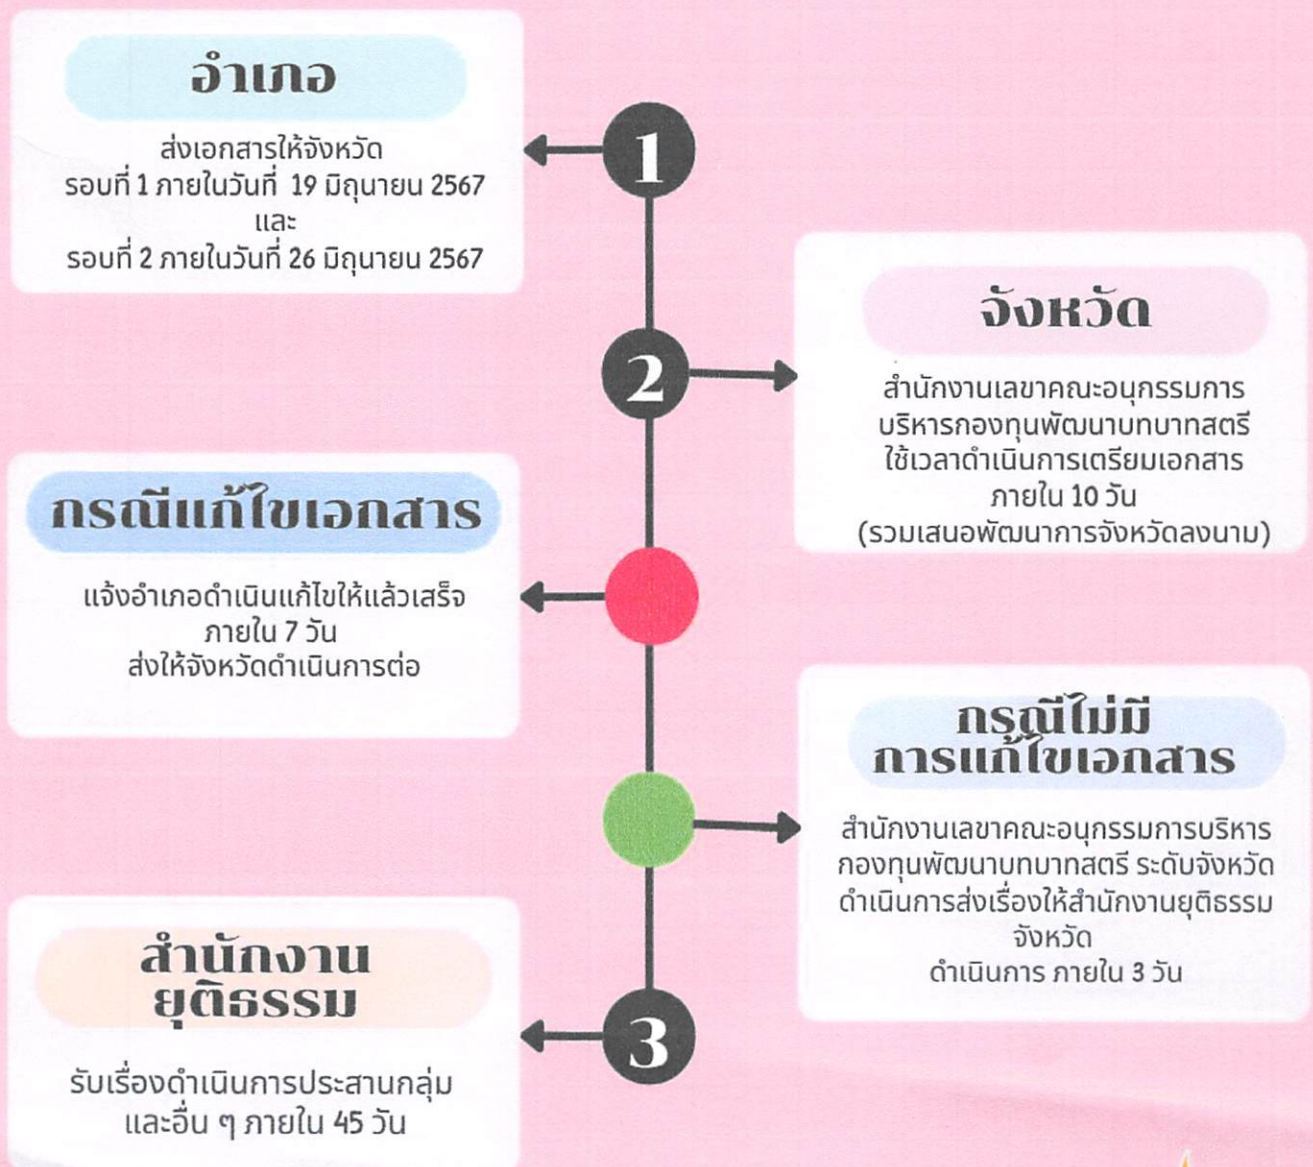 อำเภอ
ส่งเอกสารให้จังหวัด
รอบที่ 1 ภายในวันที่ 19 มิถุนายน 2567
และ
รอบที่ 2 ภายในวันที่ 26 มิถุนายน 2567
1
2
จังหวัด
สำนักงานเลขาคณะอนุกรรมการ
บริหารกองทุนพัฒนาบทบาทสตรี
ใช้เวลาดำเนินการเตรียมเอกสาร
ภายใน 10 วัน
(รวมเสนอพัฒนาการจังหวัดลงนาม)
กรณีแก้ไขเอกสาร
แจ้งอำเภอดำเนินแก้ไขให้แล้วเสร็จ
ภายใน 7 วัน
ส่งให้จังหวัดดำเนินการต่อ
กรณีไม่มี
การแก้ไขเอกสาร
สำนักงานเลขาคณะอนุกรรมการบริหาร
กองทุนพัฒนาบทบาทสตรี ระดับจังหวัด
ดำเนินการส่งเรื่องให้สำนักงานยุติธรรม
จังหวัด
ดำเนินการ ภายใน 3 วัน
สำนักงาน
ยุติธรรม
รับเรื่องดำเนินการประสานกลุ่ม
และอื่น ๆ ภายใน 45 วัน
3